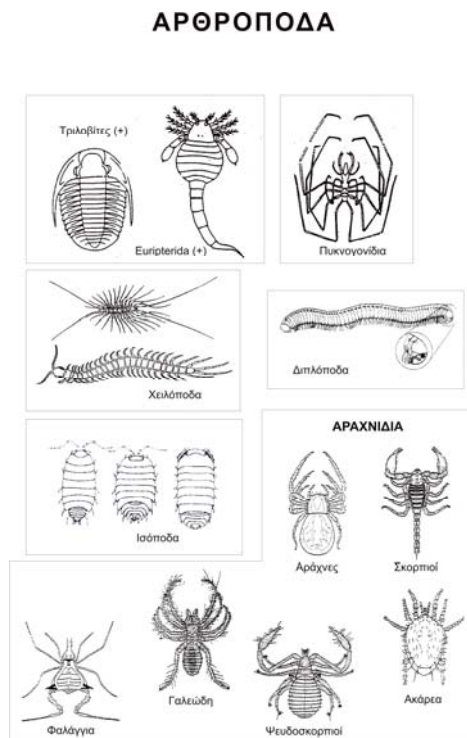 ΑΡΘΡΟΠΟΔΑ
Τριλοβίτες (+)
Euripterida (+)
Πυκνογονίδια
Χειλόποδα
Διπλόποδα
Ισόποδα
ΑΡΑΧΝΙΔΙΑ
Αράχνες
Σκορπιοί
Φαλάγγια
Γαλεώδη
Ψευδοσκορπιοί
Ακάρεα